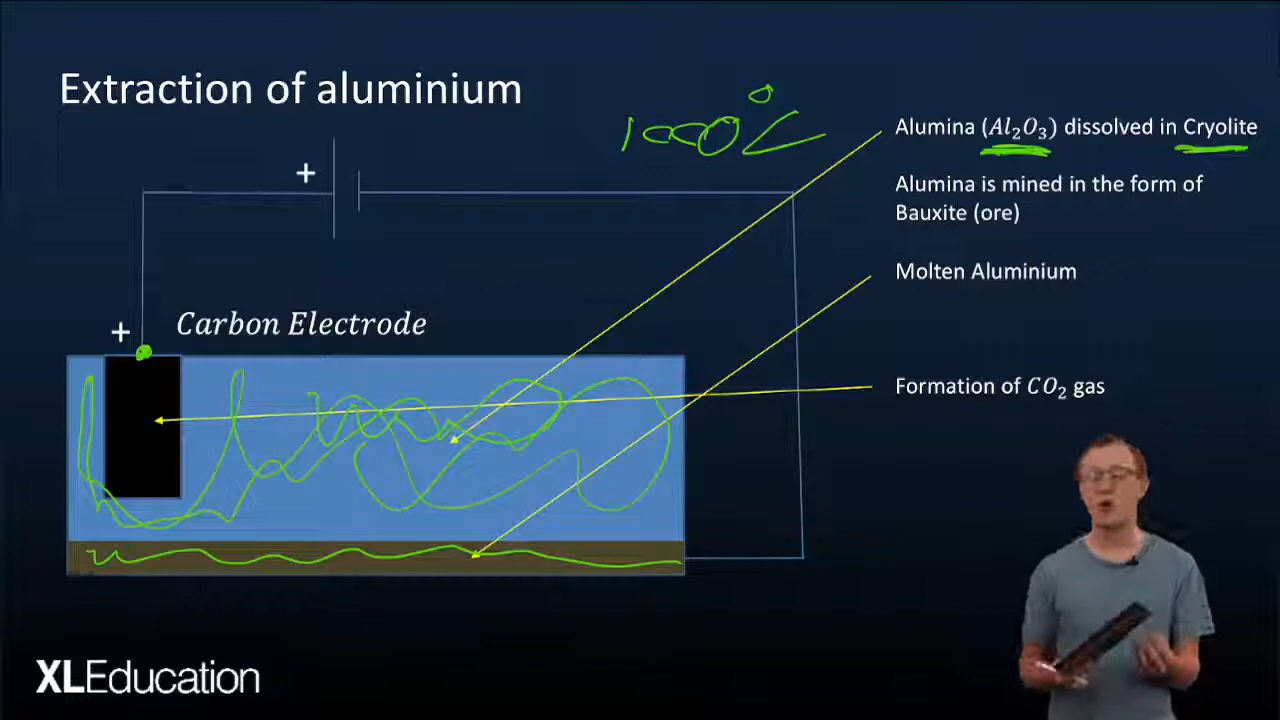 Extraction of aluminium
1000°C
Alumina (Al₂O₃) dissolved in Cryolite
Alumina is mined in the form of
Bauxite (ore)
Molten Aluminium
+
+
Carbon Electrode
Formation of CO₂ gas
XLEducation